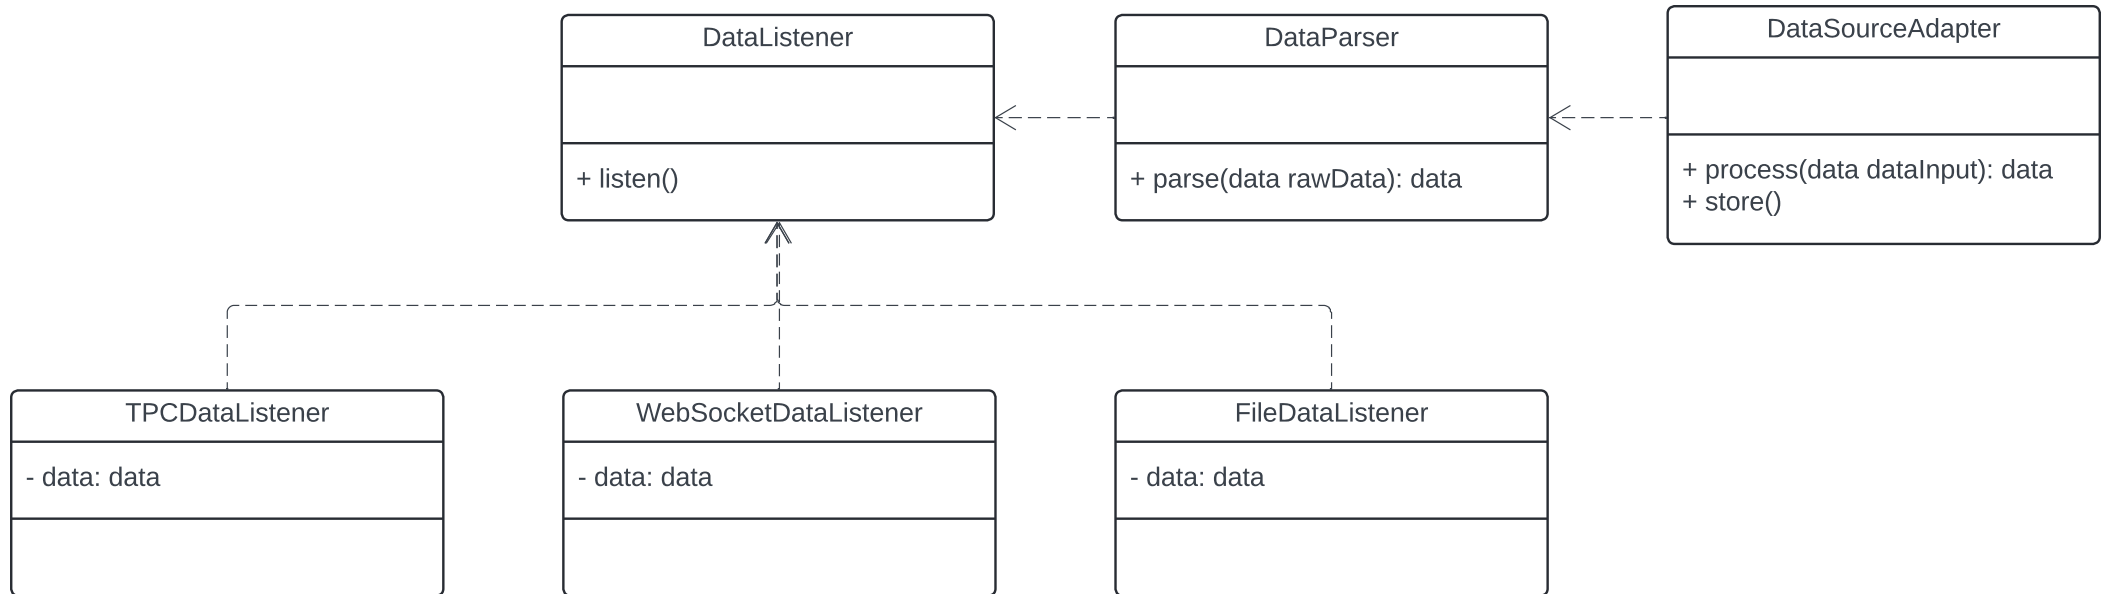 DataListener
+ listen()
DataParser
+ parse(data rawData): data
DataSourceAdapter
+ process(data dataInput): data
+ store()
TPCDataListener
- data: data
WebSocketDataListener
- data: data
FileDataListener
- data: data